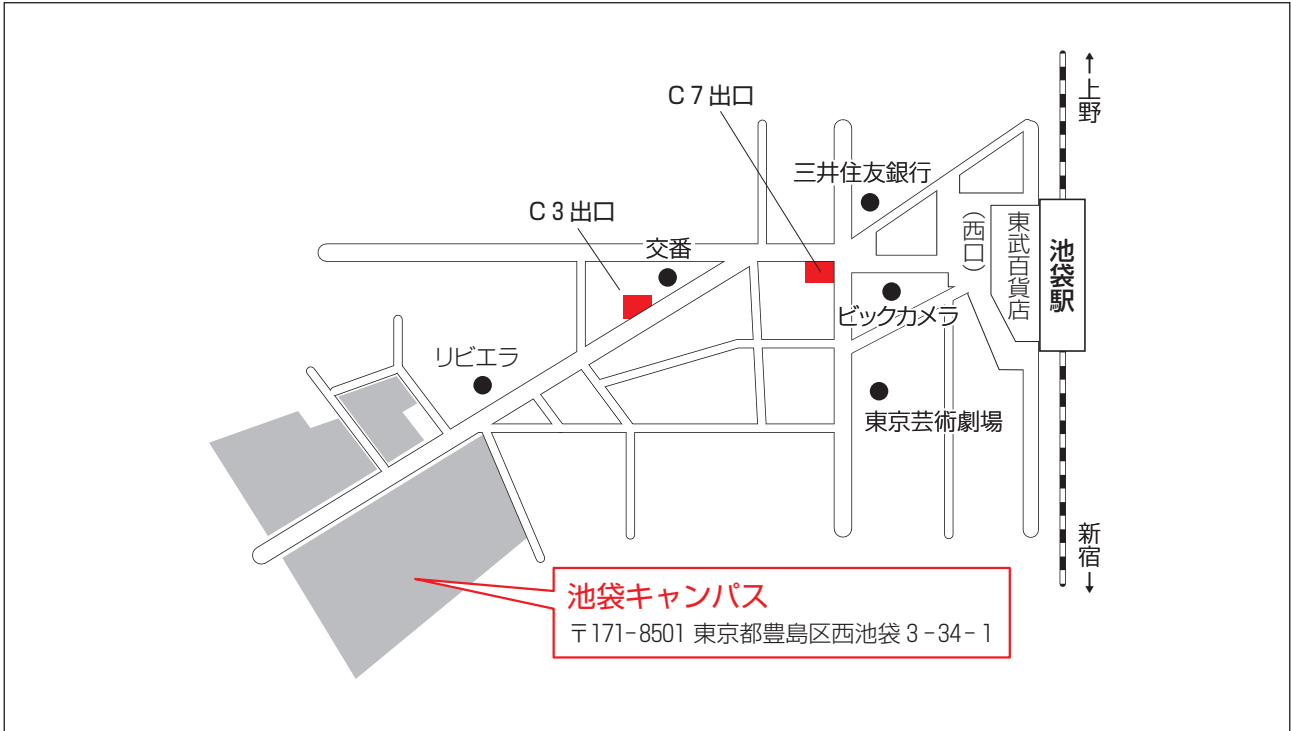 ↑上野
C7出口
三井住友銀行
C3出口
交番
(西口)
東武百貨店
池袋駅
ビックカメラ
リビエラ
東京芸術劇場
新宿↓
池袋キャンパス
〒171-8501 東京都豊島区西池袋3-34-1